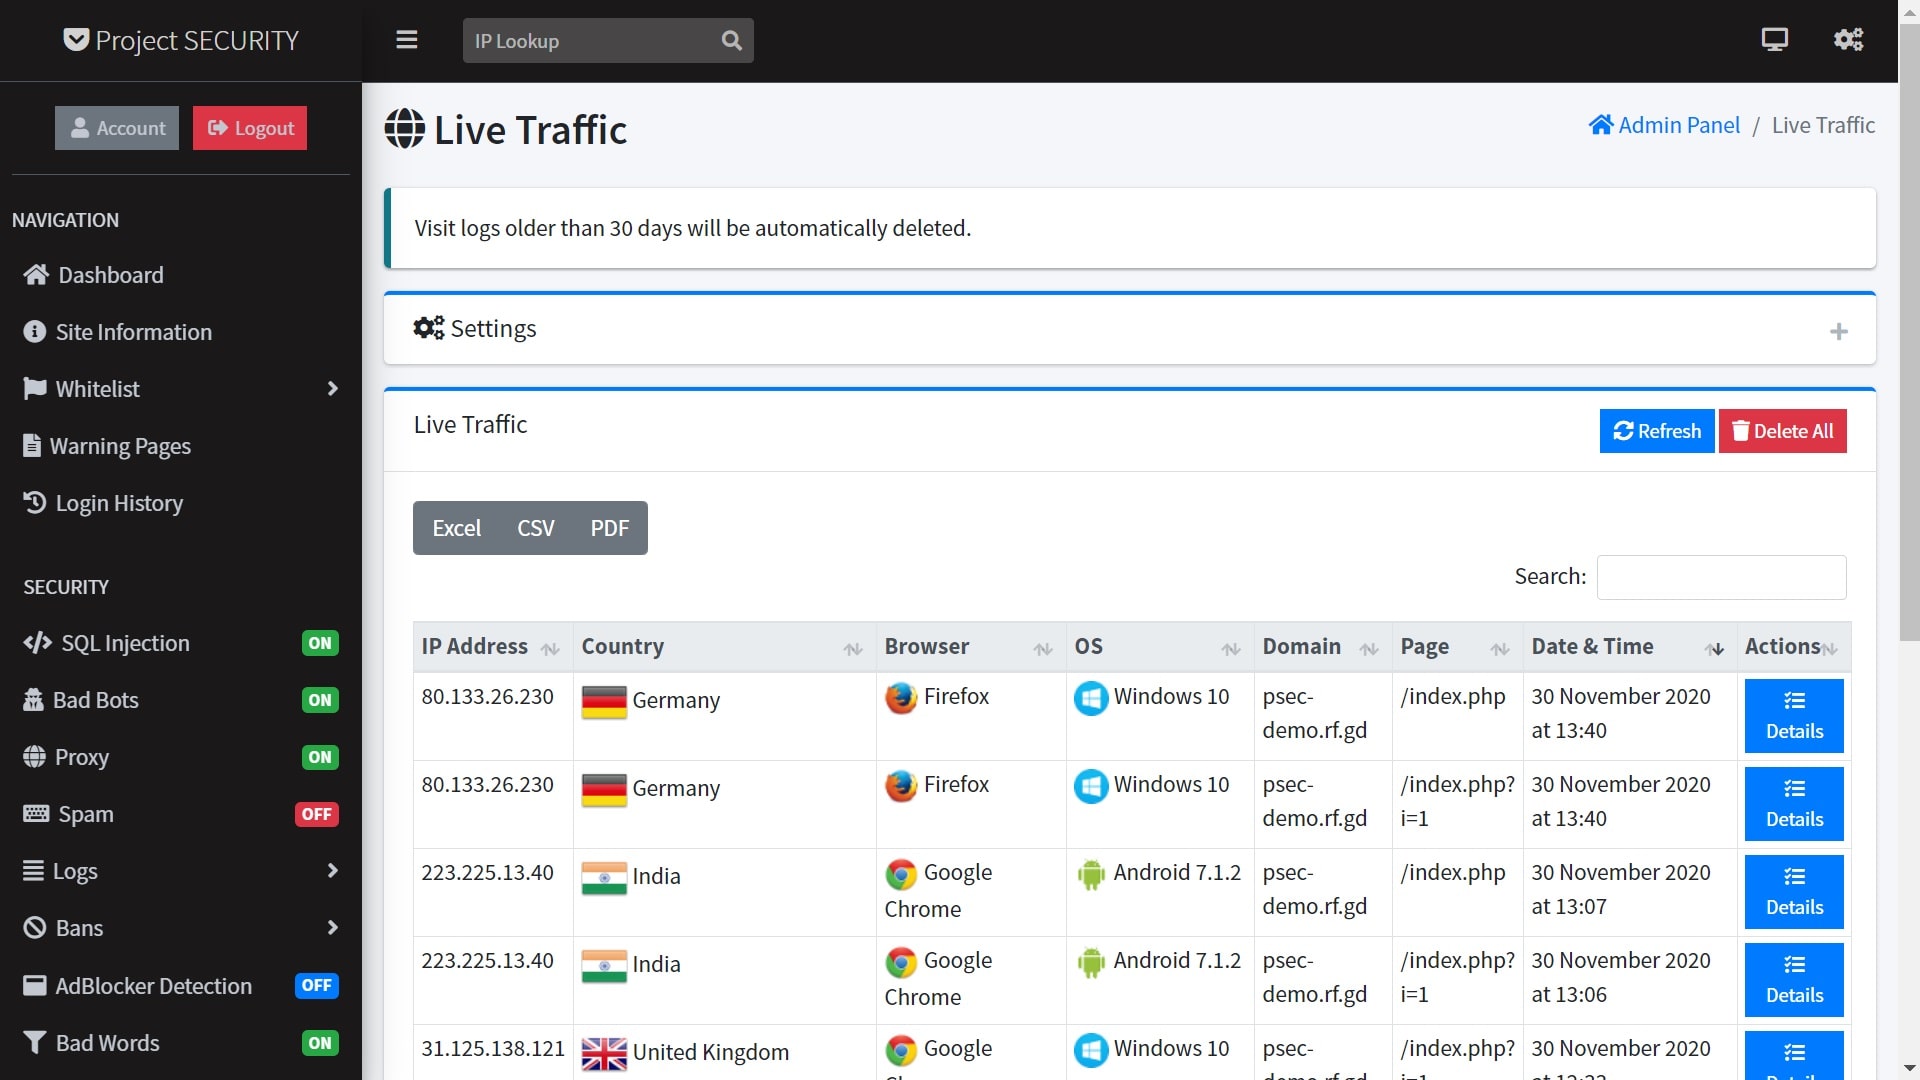 Project SECURITY
IP Lookup
Account
Logout
NAVIGATION
Dashboard
Site Information
Whitelist
Warning Pages
Login History
SECURITY
SQL Injection ON
Bad Bots ON
Proxy ON
Spam OFF
Logs
Bans
AdBlocker Detection OFF
Bad Words ON
Live Traffic
Admin Panel / Live Traffic
Visit logs older than 30 days will be automatically deleted.
Settings
Live Traffic
Refresh
Delete All
Excel CSV PDF
Search:
IP Address Country Browser OS Domain Page Date & Time Actions
80.133.26.230 Germany Firefox Windows 10 psec- /index.php 30 November 2020
demo.rf.gd at 13:40 Details
80.133.26.230 Germany Firefox Windows 10 psec- /index.php? 30 November 2020
demo.rf.gd i=1 at 13:40 Details
223.225.13.40 India Google Android 7.1.2 psec- /index.php 30 November 2020
Chrome demo.rf.gd at 13:07 Details
223.225.13.40 India Google Android 7.1.2 psec- /index.php? 30 November 2020
Chrome demo.rf.gd i=1 at 13:06 Details
31.125.138.121 United Kingdom Google Windows 10 psec- /index.php? 30 November 2020